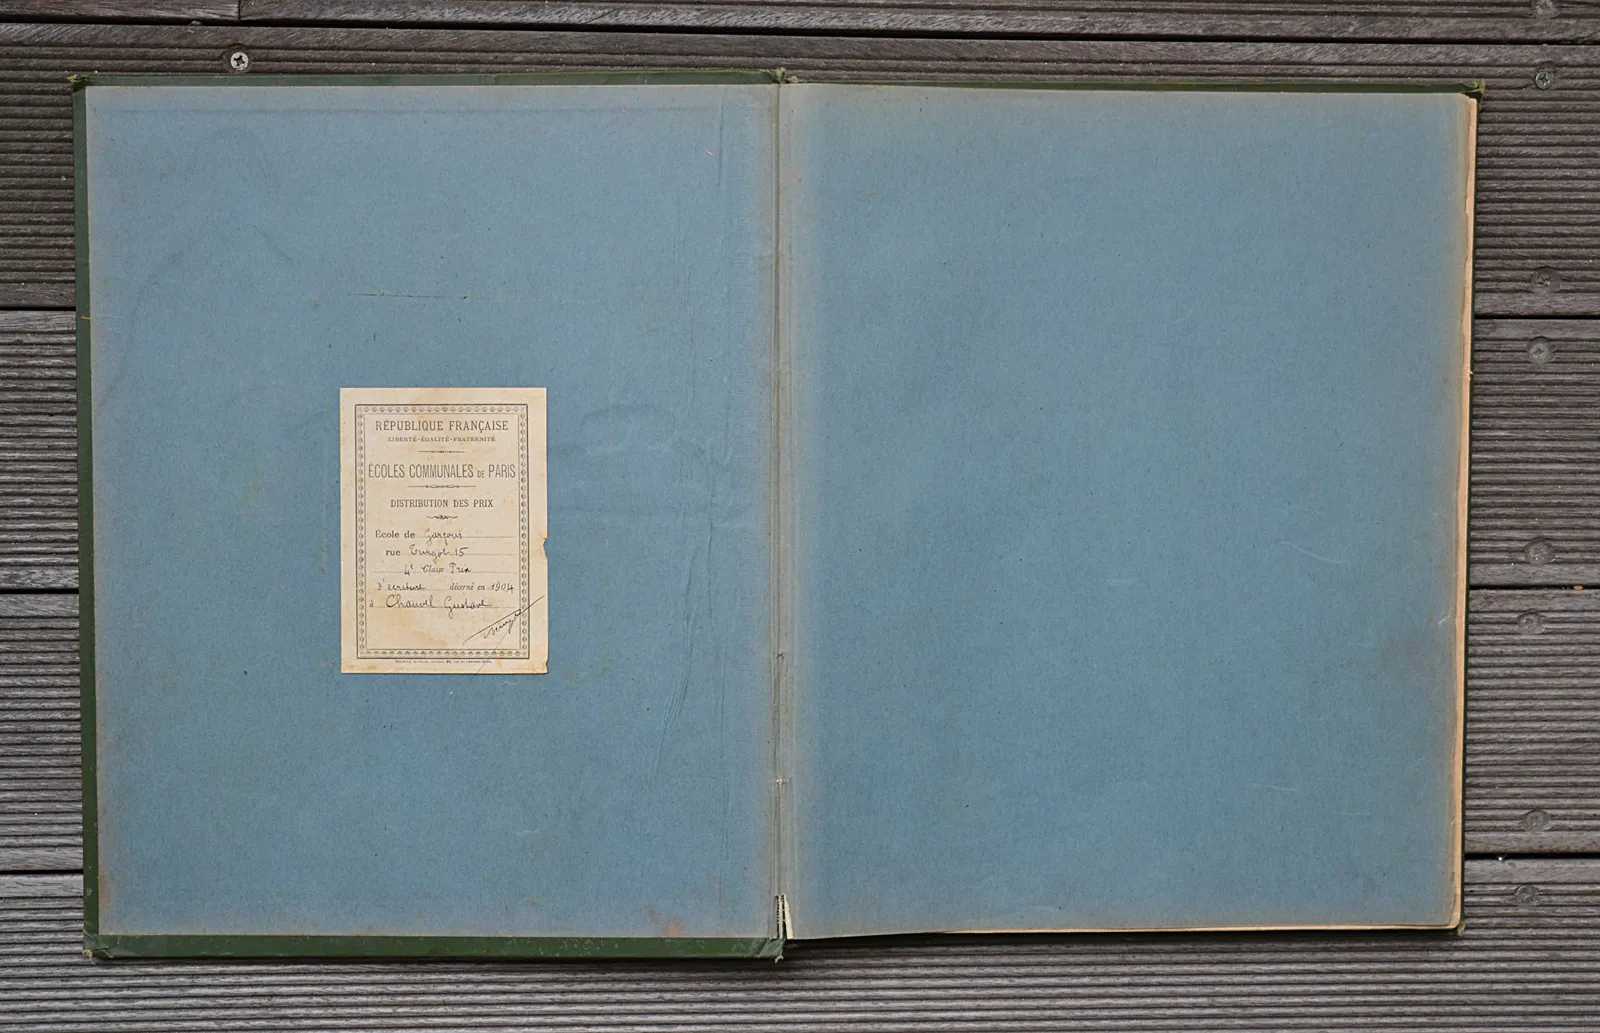 RÉPUBLIQUE FRANÇAISE
LIBERTÉ-ÉGALITÉ-FRATERNITÉ
ÉCOLES COMMUNALES DE PARIS
DISTRIBUTION DES PRIX
École de Garçons
rue Turgot 15
4e Classe Prix
d'écriture décerné en 1904
à Chauvel Gustave